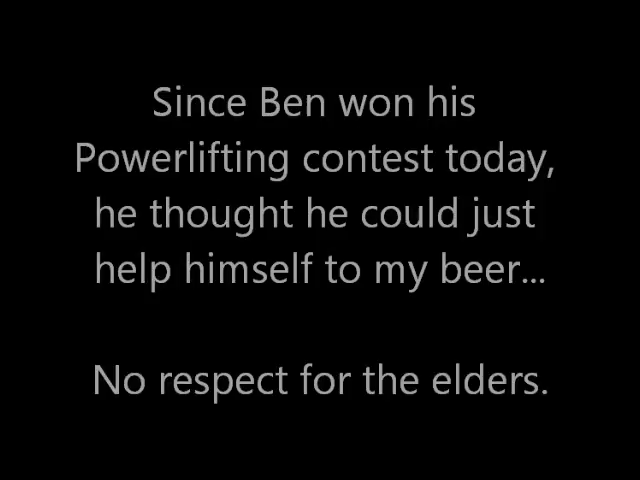 Since Ben won his
Powerlifting contest today,
he thought he could just
help himself to my beer...
No respect for the elders.